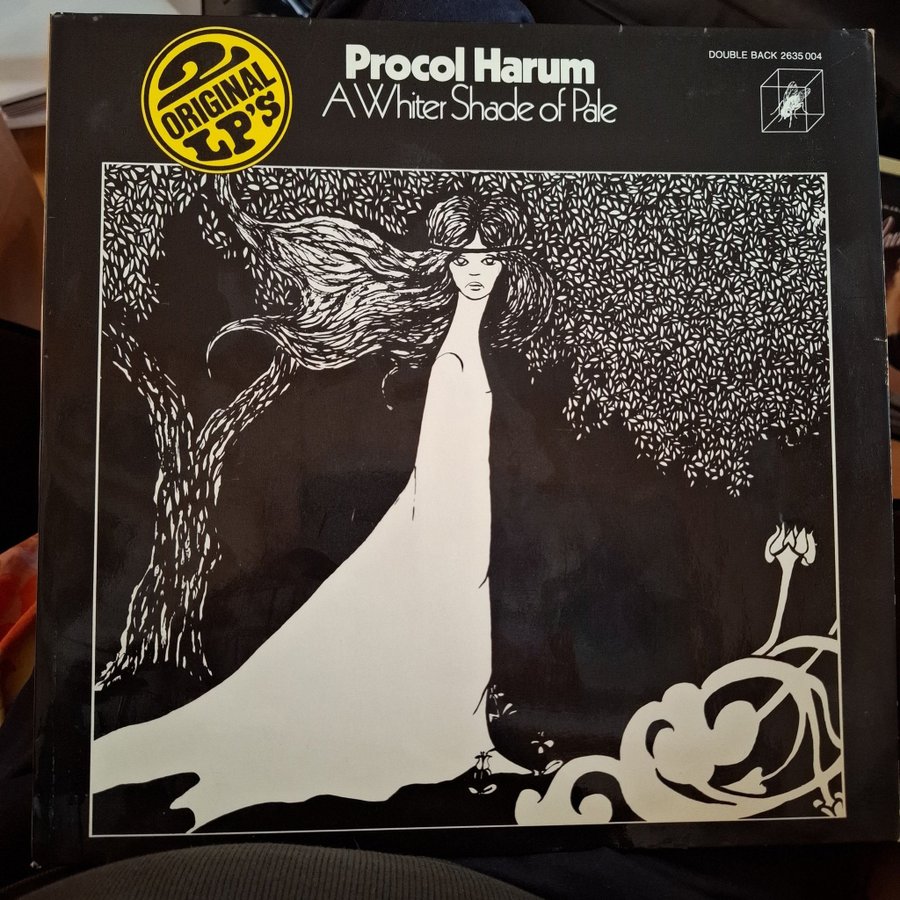 2
ORIGINAL
LP'S
Procol Harum
A Whiter Shade of Pale
DOUBLE BACK 2635 004